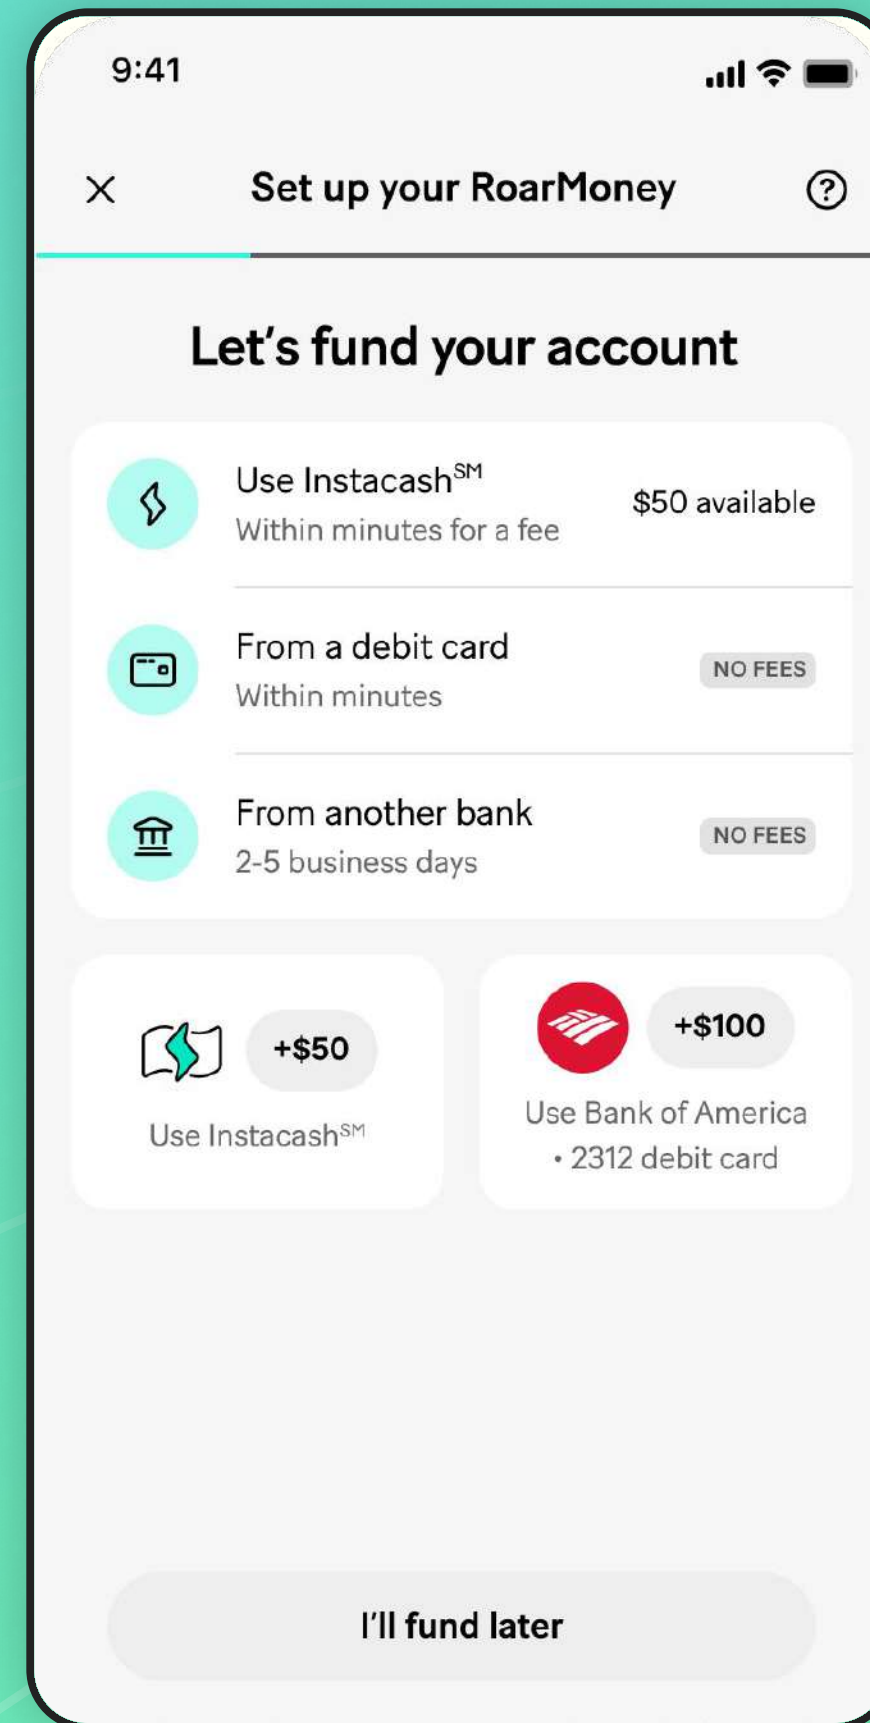 9:41
Set up your RoarMoney
Let's fund your account
Use Instacash℠
$50 available
Within minutes for a fee
From a debit card
NO FEES
Within minutes
From another bank
NO FEES
2-5 business days
+$50
Use Instacash℠
+$100
Use Bank of America
• 2312 debit card
I'll fund later